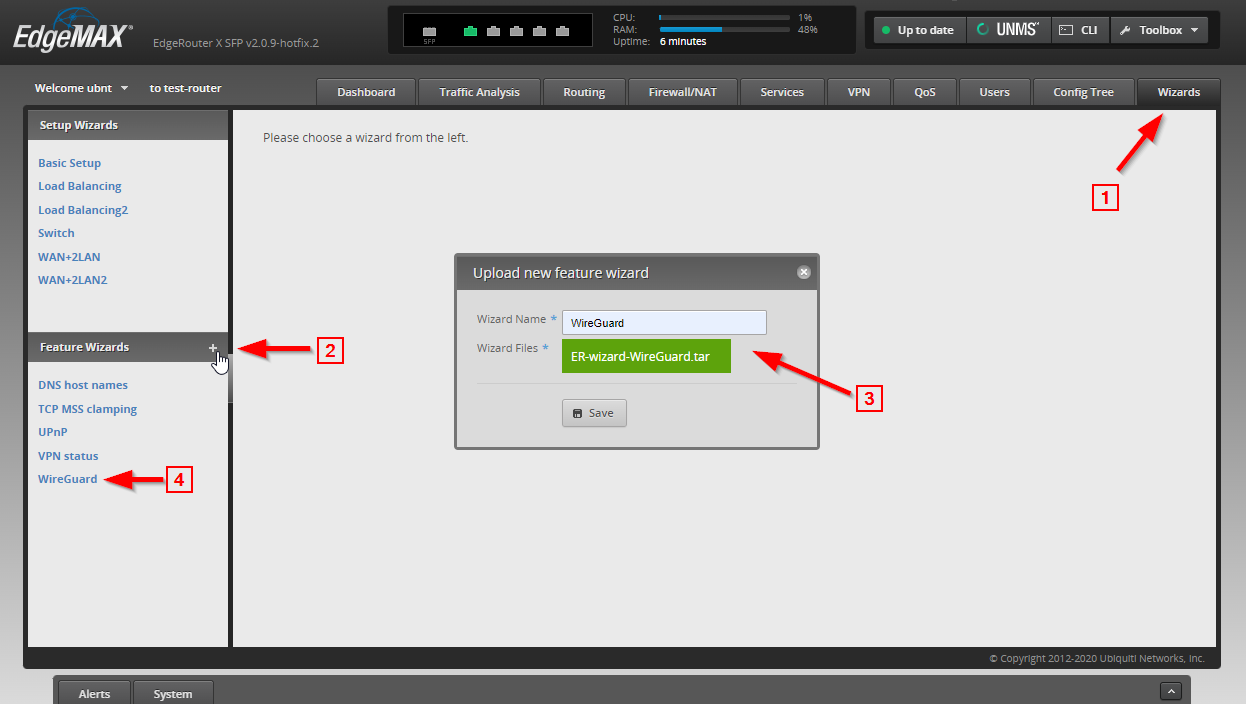 EdgeMAX®
EdgeRouter X SFP v2.0.9-hotfix.2
SFP
CPU: 1%
RAM: 48%
Uptime: 6 minutes
Up to date
UNMS™
CLI
Toolbox
Welcome ubnt
to test-router
Dashboard
Traffic Analysis
Routing
Firewall/NAT
Services
VPN
QoS
Users
Config Tree
Wizards
Setup Wizards
Basic Setup
Load Balancing
Load Balancing2
Switch
WAN+2LAN
WAN+2LAN2
Feature Wizards +
DNS host names
TCP MSS clamping
UPnP
VPN status
WireGuard
Please choose a wizard from the left.
1
2
Upload new feature wizard
Wizard Name * WireGuard
Wizard Files * ER-wizard-WireGuard.tar
Save
3
4
© Copyright 2012-2020 Ubiquiti Networks, Inc.
Alerts
System